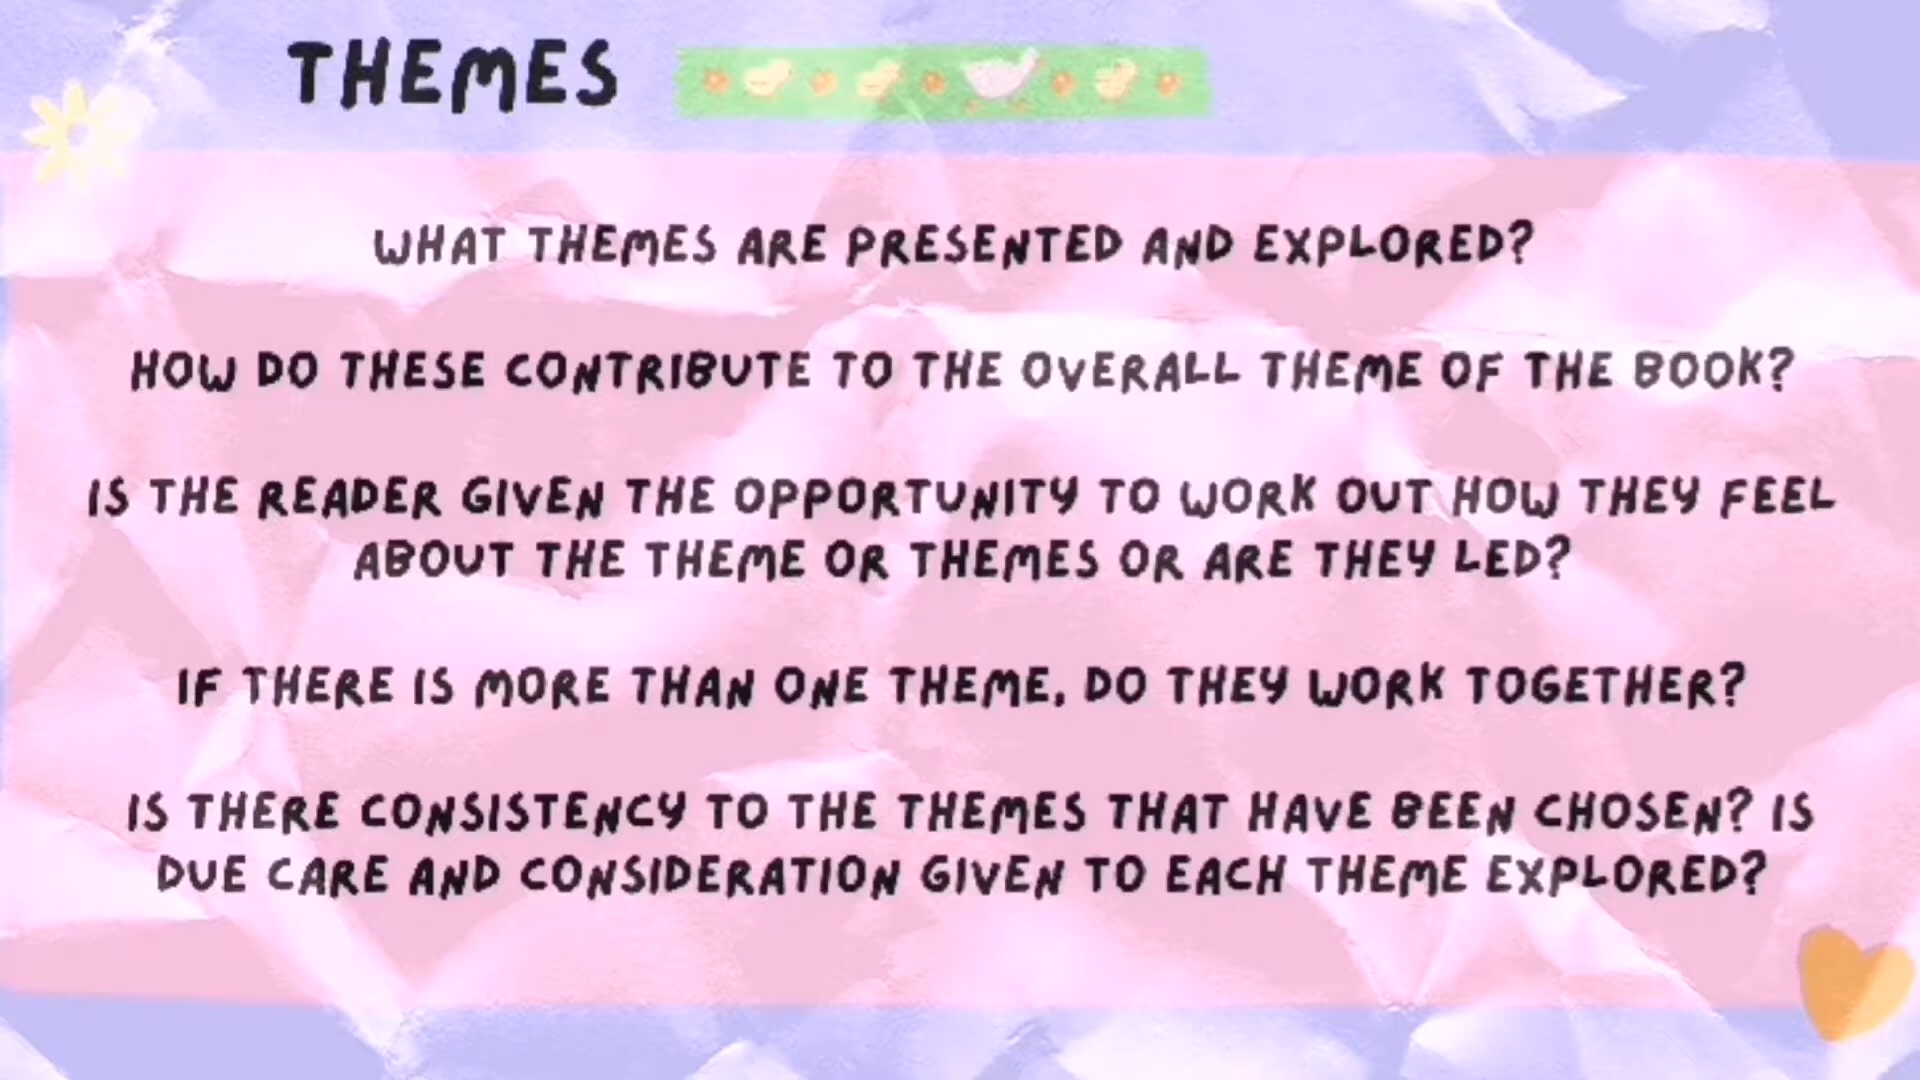 THEMES
WHAT THEMES ARE PRESENTED AND EXPLORED?
HOW DO THESE CONTRIBUTE TO THE OVERALL THEME OF THE BOOK?
IS THE READER GIVEN THE OPPORTUNITY TO WORK OUT HOW THEY FEEL
ABOUT THE THEME OR THEMES OR ARE THEY LED?
IF THERE IS MORE THAN ONE THEME, DO THEY WORK TOGETHER?
IS THERE CONSISTENCY TO THE THEMES THAT HAVE BEEN CHOSEN? IS
DUE CARE AND CONSIDERATION GIVEN TO EACH THEME EXPLORED?